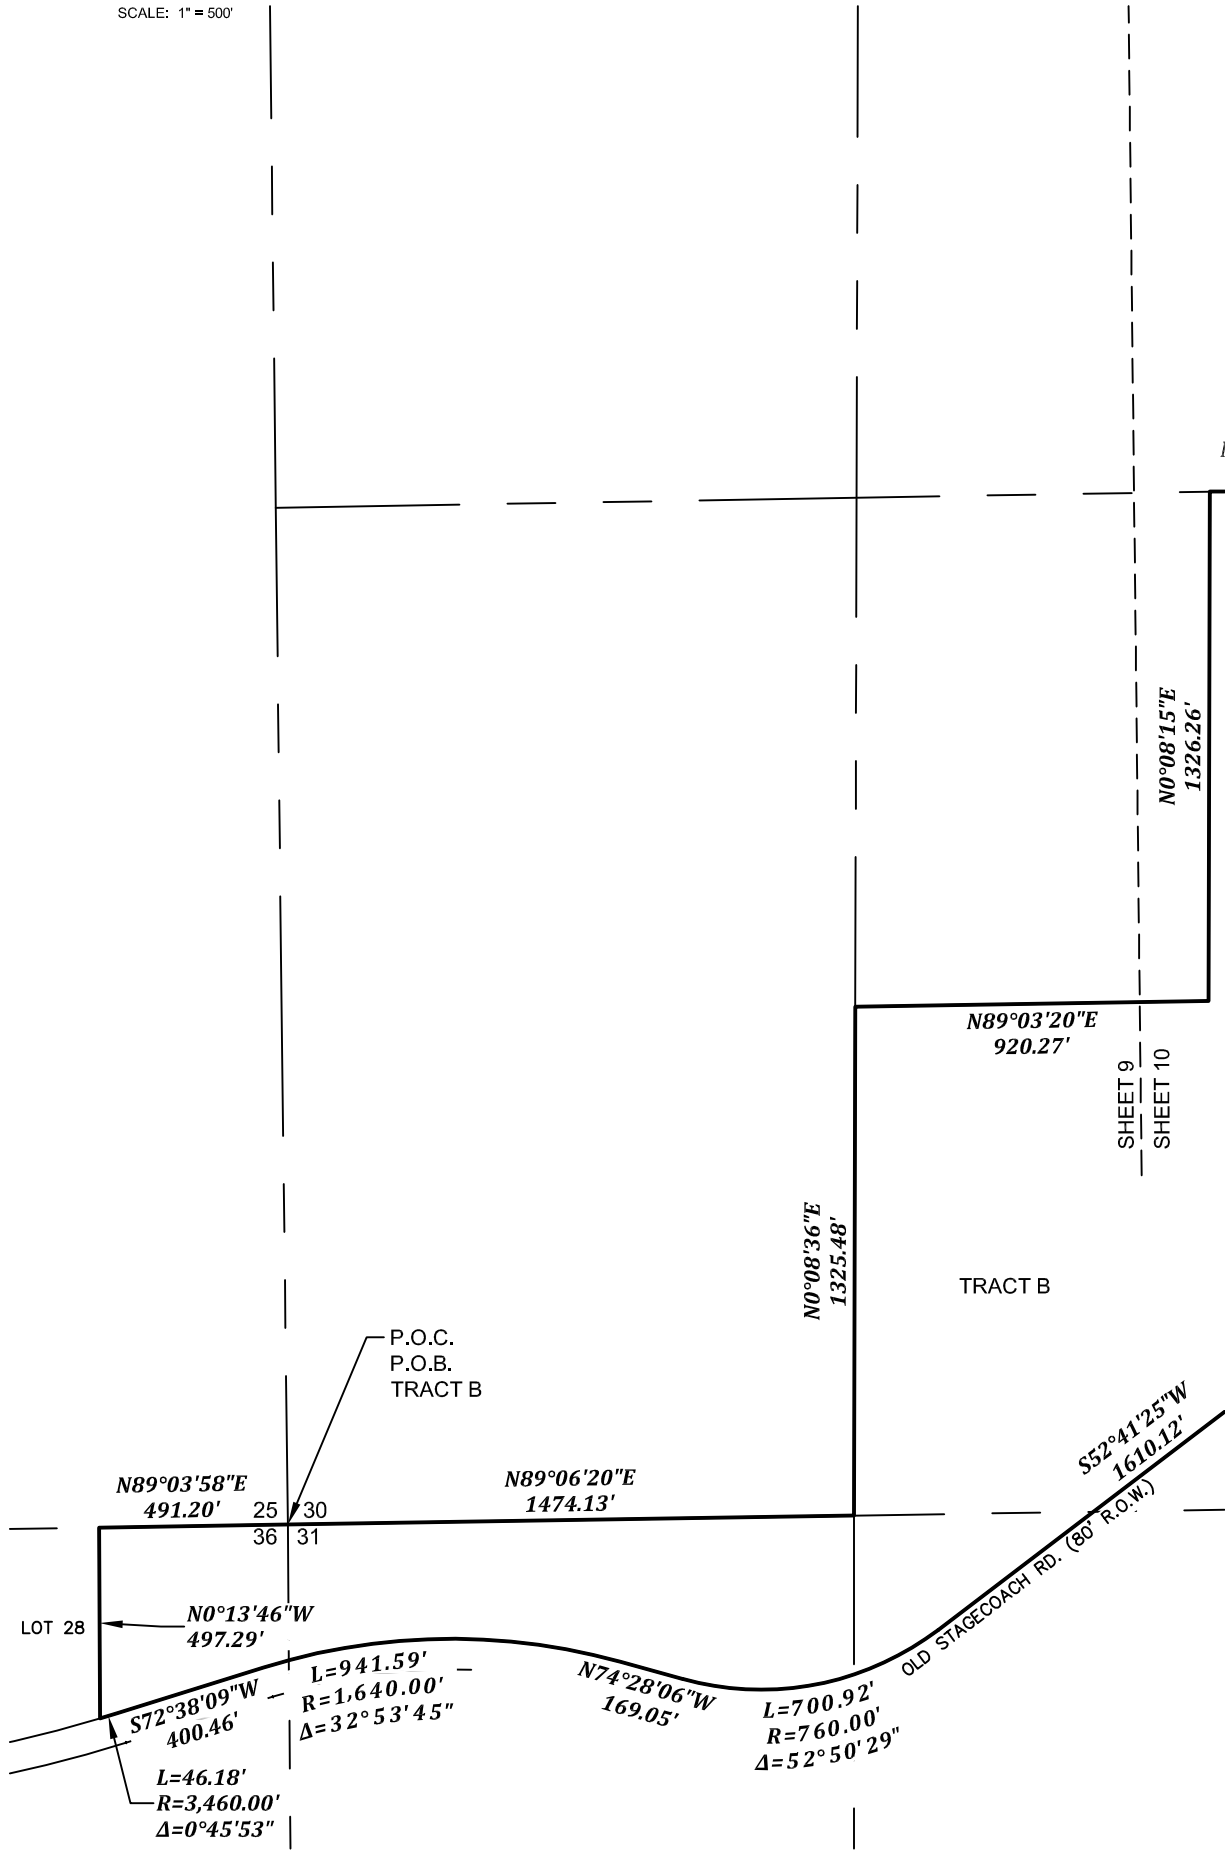 SCALE: 1" = 500'
N0°08'15"E
1326.26'
N89°03'20"E
920.27'
SHEET 9
SHEET 10
N0°08'36"E
1325.48'
TRACT B
P.O.C.
P.O.B.
TRACT B
S52°41'25"W
1610.12'
N89°03'58"E
491.20'
25
30
36
31
N89°06'20"E
1474.13'
OLD STAGECOACH RD. (80' R.O.W.)
LOT 28
N0°13'46"W
497.29'
S72°38'09"W
400.46'
L=941.59'
R=1,640.00'
Δ=32°53'45"
N74°28'06"W
169.05'
L=700.92'
R=760.00'
Δ=52°50'29"
L=46.18'
R=3,460.00'
Δ=0°45'53"